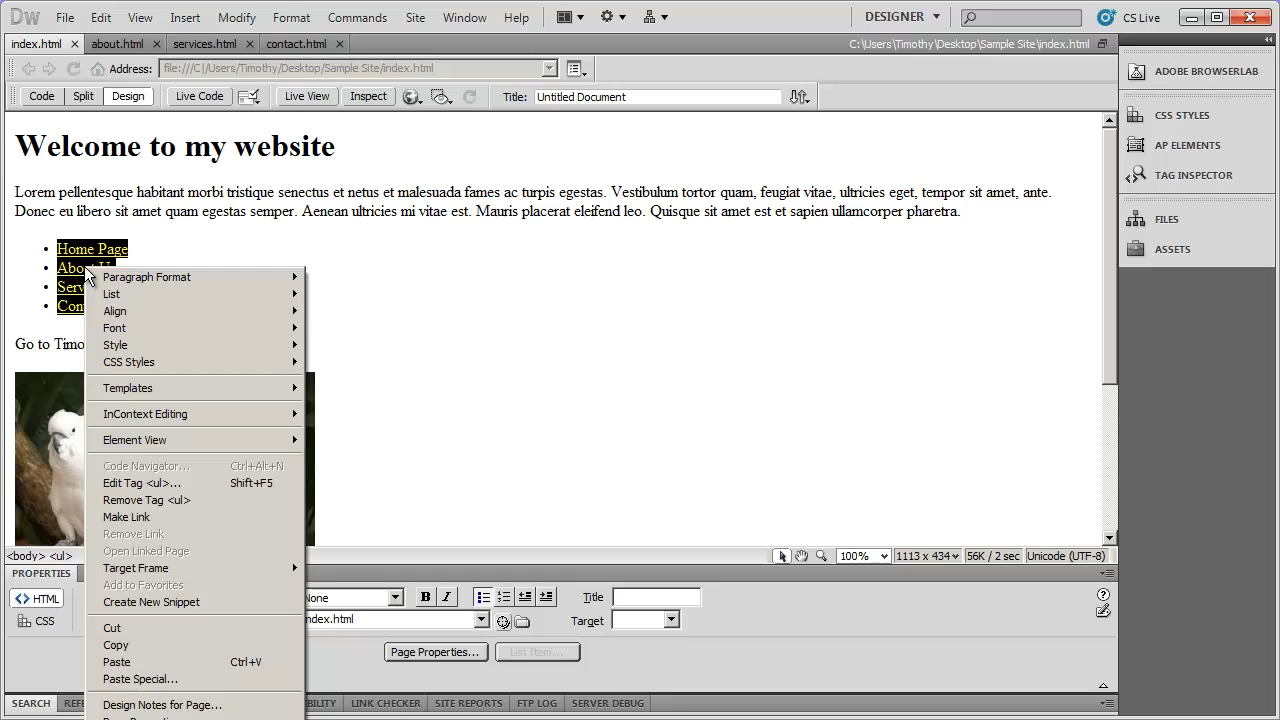 Dw File Edit View Insert Modify Format Commands Site Window Help DESIGNER CS Live
index.html about.html services.html contact.html C:\Users\Timothy\Desktop\Sample Site\index.html
Address: file:///C|/Users/Timothy/Desktop/Sample Site/index.html
Code Split Design Live Code Live View Inspect Title: Untitled Document
Welcome to my website
Lorem pellentesque habitant morbi tristique senectus et netus et malesuada fames ac turpis egestas. Vestibulum tortor quam, feugiat vitae, ultricies eget, tempor sit amet, ante.
Donec eu libero sit amet quam egestas semper. Aenean ultricies mi vitae est. Mauris placerat eleifend leo. Quisque sit amet est et sapien ullamcorper pharetra.
• Home Page
• About U
• Serv
• Con
Go to Timo
Paragraph Format
List
Align
Font
Style
CSS Styles
Templates
InContext Editing
Element View
Code Navigator... Ctrl+Alt+N
Edit Tag <ul>... Shift+F5
Remove Tag <ul>
Make Link
Remove Link
Open Linked Page
Target Frame
Add to Favorites
Create New Snippet
Cut
Copy
Paste Ctrl+V
Paste Special...
Design Notes for Page...
ADOBE BROWSERLAB
CSS STYLES
AP ELEMENTS
TAG INSPECTOR
FILES
ASSETS
<body> <ul> 100% 1113 x 434 56K / 2 sec Unicode (UTF-8)
PROPERTIES
<> HTML None B I Title
CSS ndex.html Target
Page Properties... List Item...
SEARCH REFE BILITY LINK CHECKER SITE REPORTS FTP LOG SERVER DEBUG